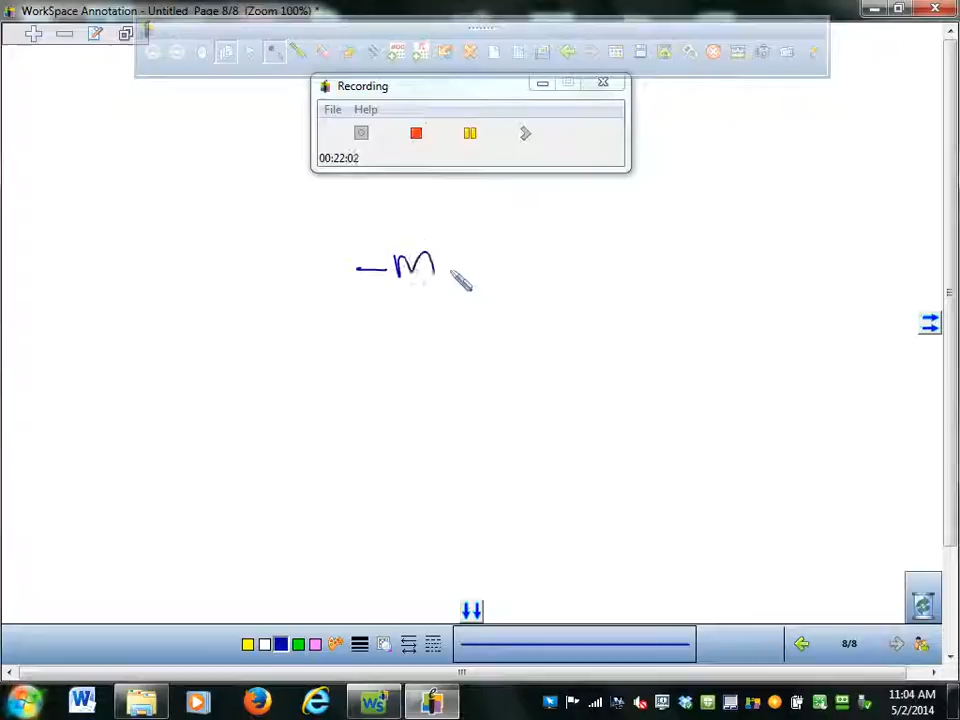 WorkSpace Annotation - Untitled Page 8/8 (Zoom 100%) *
Recording
File Help
00:22:02
—m
8/8
11:04 AM
5/2/2014